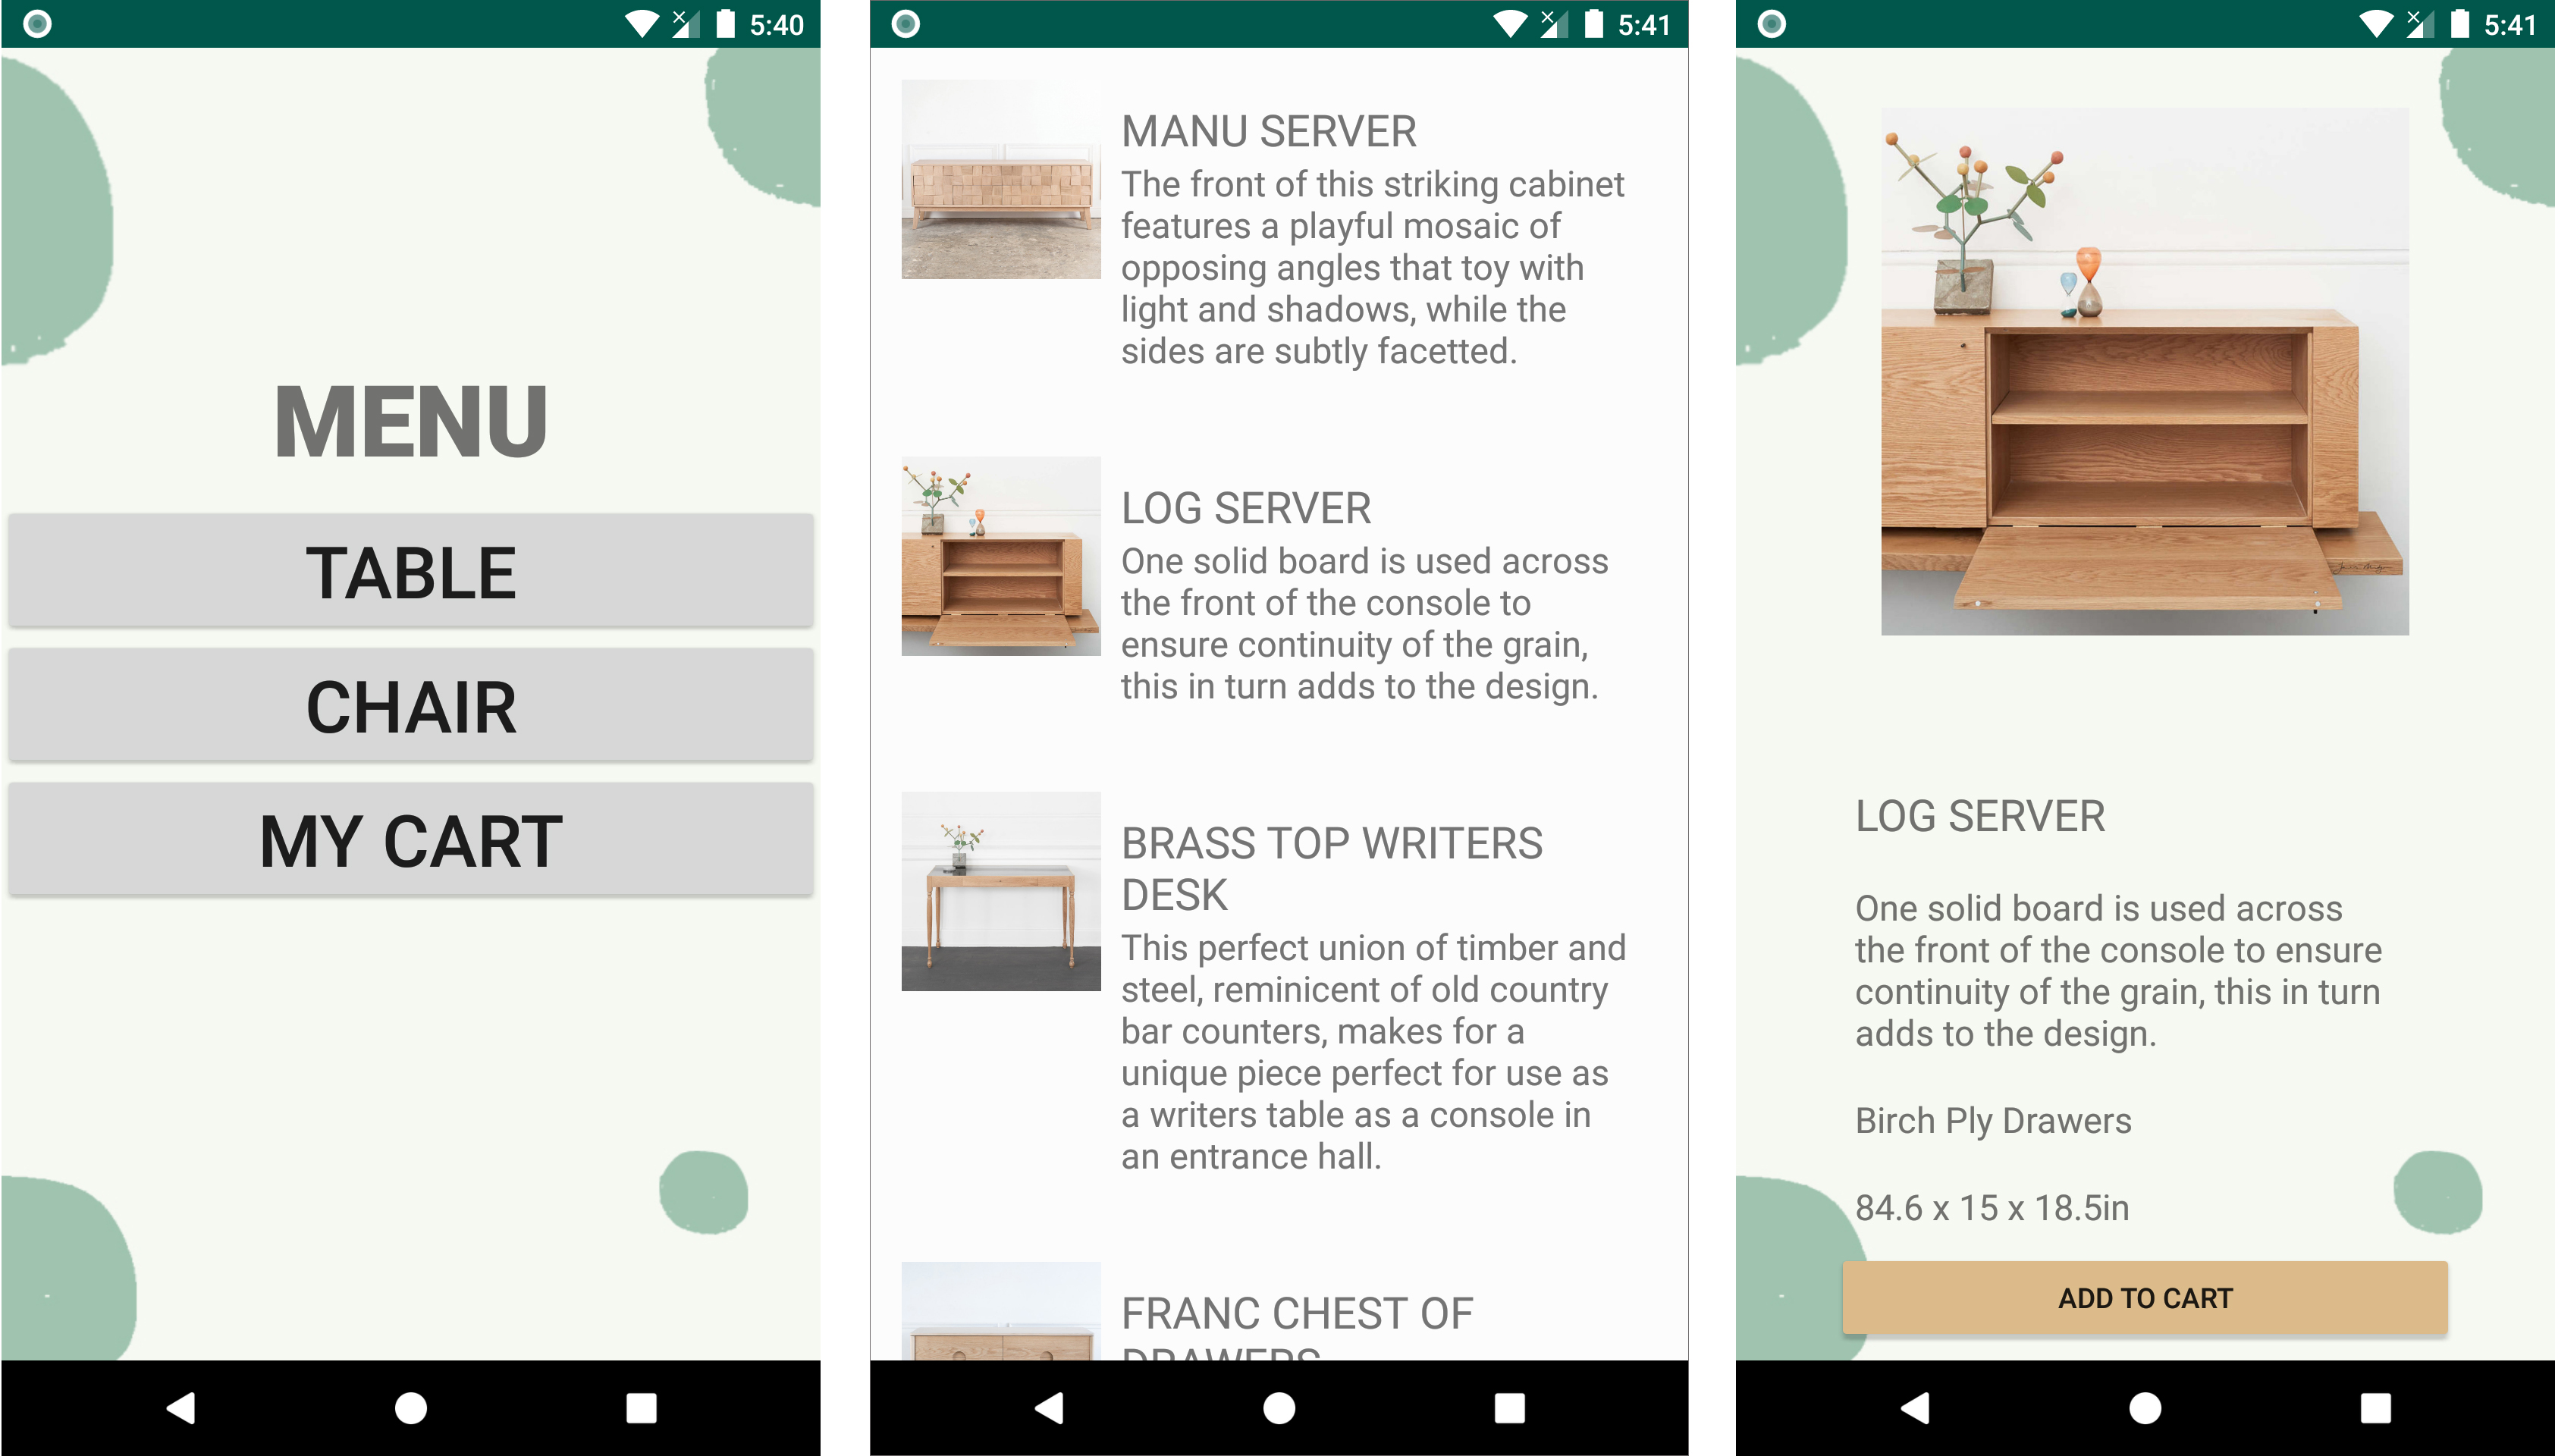 5:40
MENU
TABLE
CHAIR
MY CART
5:41
MANU SERVER
The front of this striking cabinet
features a playful mosaic of
opposing angles that toy with
light and shadows, while the
sides are subtly facetted.
LOG SERVER
One solid board is used across
the front of the console to
ensure continuity of the grain,
this in turn adds to the design.
BRASS TOP WRITERS
DESK
This perfect union of timber and
steel, reminicent of old country
bar counters, makes for a
unique piece perfect for use as
a writers table as a console in
an entrance hall.
FRANC CHEST OF
DRAWERS
5:41
LOG SERVER
One solid board is used across
the front of the console to ensure
continuity of the grain, this in turn
adds to the design.
Birch Ply Drawers
84.6 x 15 x 18.5in
ADD TO CART